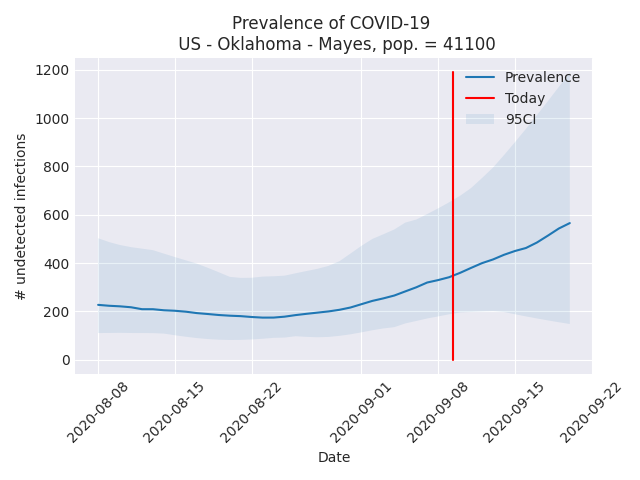 Prevalence of COVID-19
US - Oklahoma - Mayes, pop. = 41100
1200
1000
800
600
400
200
0
# undetected infections
Prevalence
Today
95CI
2020-08-08
2020-08-15
2020-08-22
2020-09-01
2020-09-08
2020-09-15
2020-09-22
Date